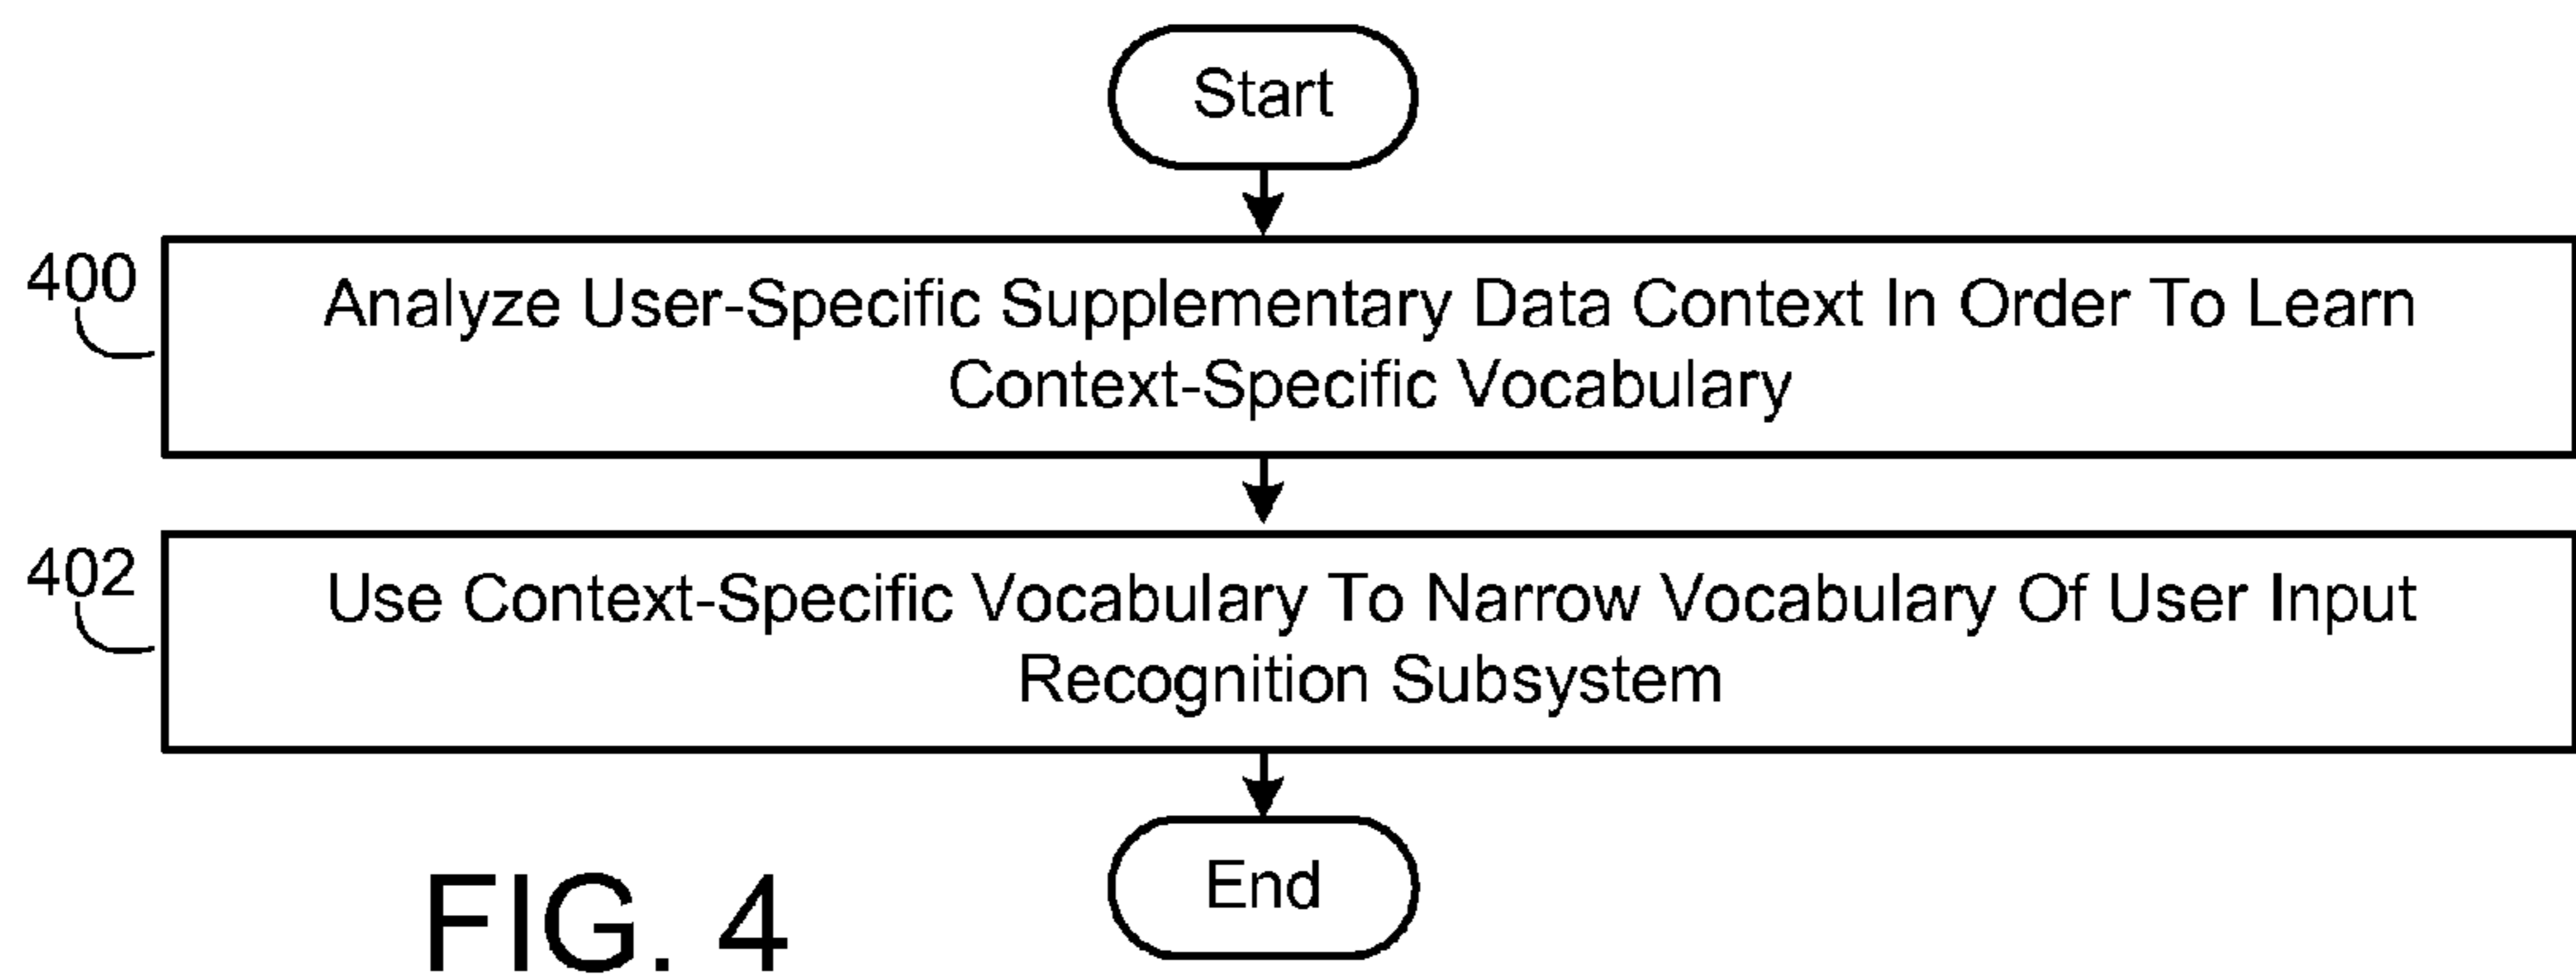 Start
400
Analyze User-Specific Supplementary Data Context In Order To Learn
Context-Specific Vocabulary
402
Use Context-Specific Vocabulary To Narrow Vocabulary Of User Input
Recognition Subsystem
End
FIG. 4